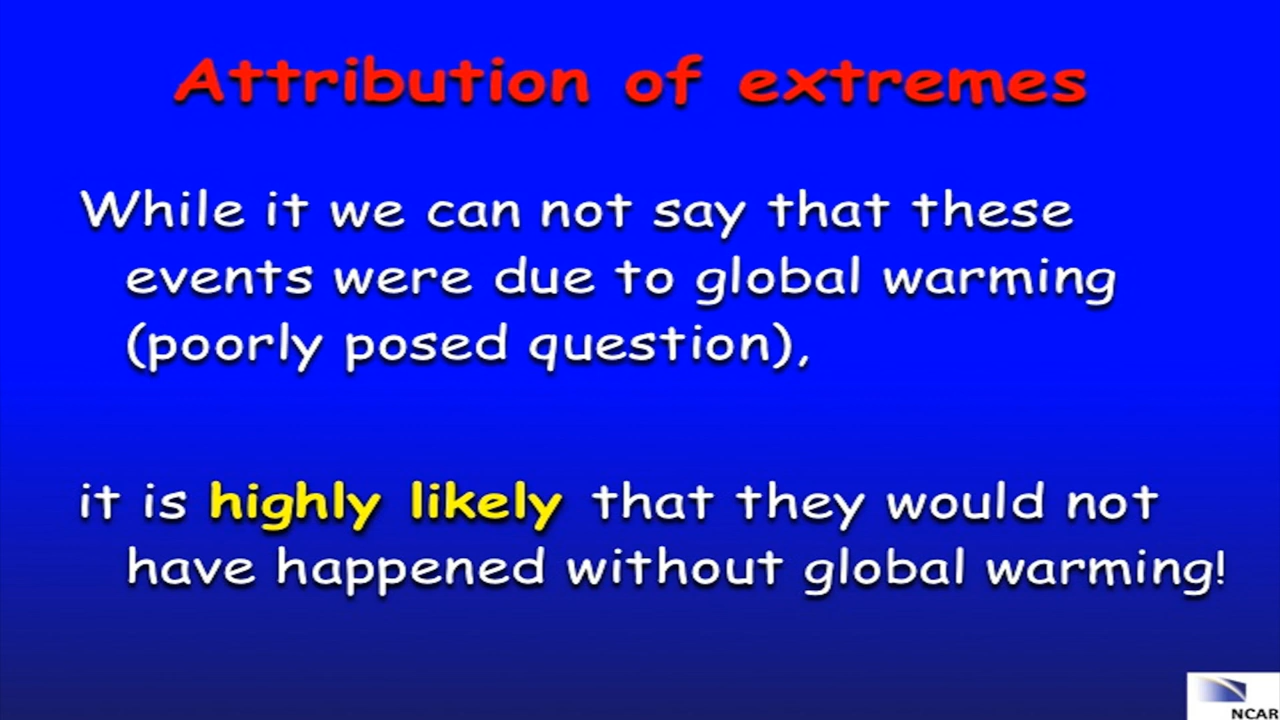 Attribution of extremes
While it we can not say that these
events were due to global warming
(poorly posed question),
it is highly likely that they would not
have happened without global warming!
NCAR